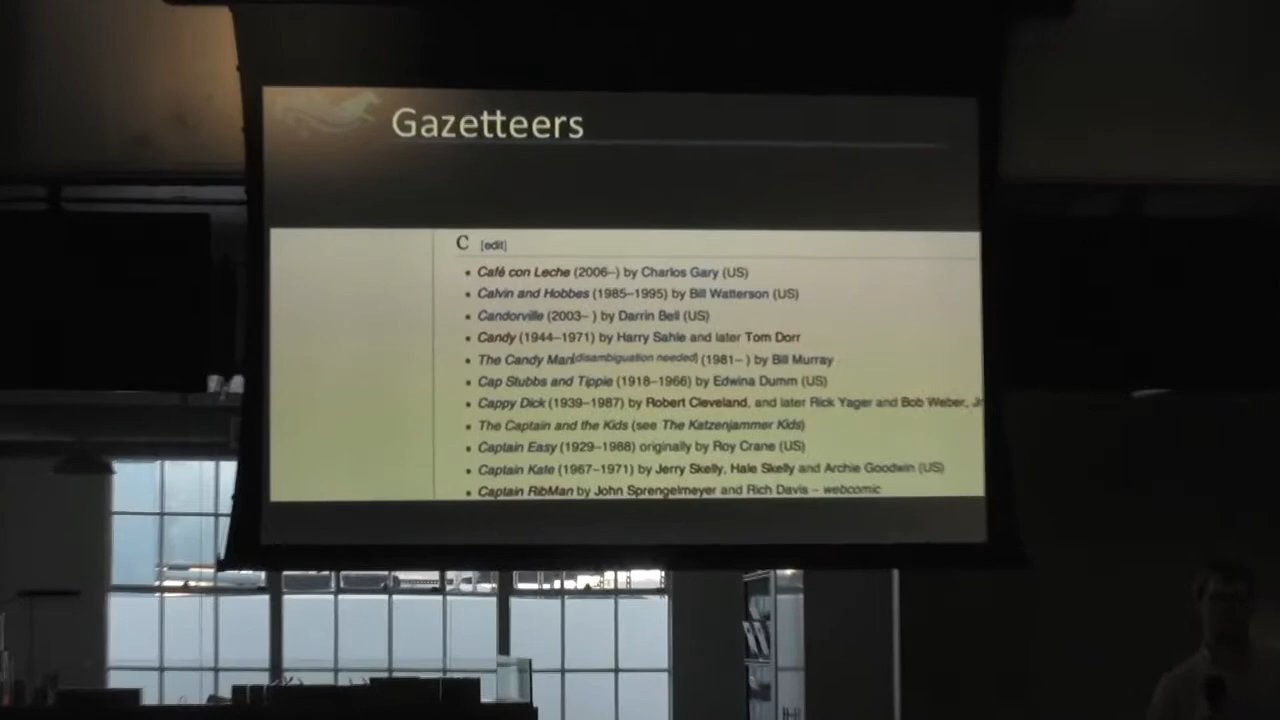 Gazetteers
C [edit]
• Café con Leche (2006–) by Charlos Gary (US)
• Calvin and Hobbes (1985–1995) by Bill Watterson (US)
• Candorville (2003– ) by Darrin Bell (US)
• Candy (1944–1971) by Harry Sahle and later Tom Dorr
• The Candy Man[disambiguation needed] (1981– ) by Bill Murray
• Cap Stubbs and Tippie (1918–1966) by Edwina Dumm (US)
• Cappy Dick (1939–1987) by Robert Cleveland, and later Rick Yager and Bob Weber, Jr
• The Captain and the Kids (see The Katzenjammer Kids)
• Captain Easy (1929–1988) originally by Roy Crane (US)
• Captain Kate (1967–1971) by Jerry Skelly, Hale Skelly and Archie Goodwin (US)
• Captain RibMan by John Sprengelmeyer and Rich Davis – webcomic